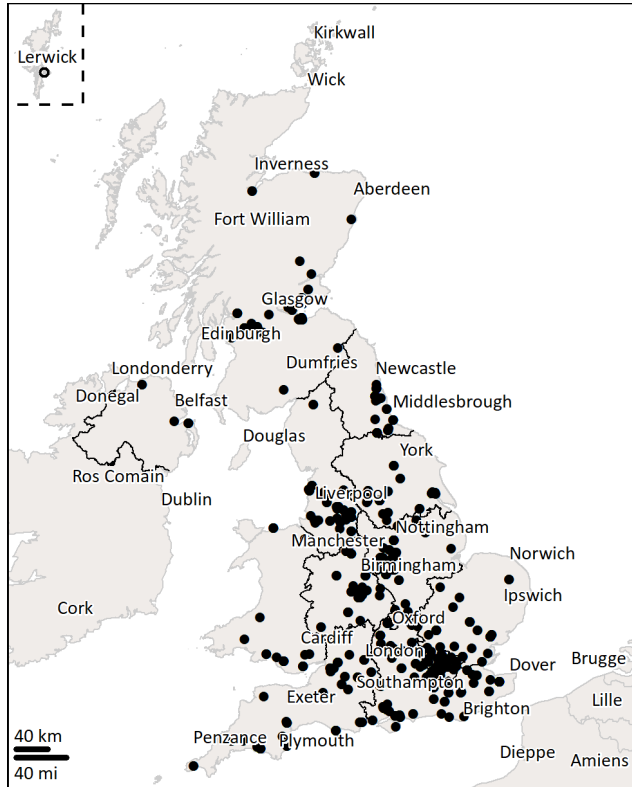 Kirkwall
Lerwick
Wick
Inverness
Aberdeen
Fort William
Glasgow
Edinburgh
Dumfries
Londonderry
Newcastle
Donegal
Belfast
Middlesbrough
Douglas
York
Ros Comain
Liverpool
Dublin
Nottingham
Manchester
Norwich
Birmingham
Ipswich
Cork
Oxford
Cardiff
London
Brugge
Dover
Southampton
Exeter
Lille
Brighton
Penzance
Plymouth
40 km
Dieppe
Amiens
40 mi